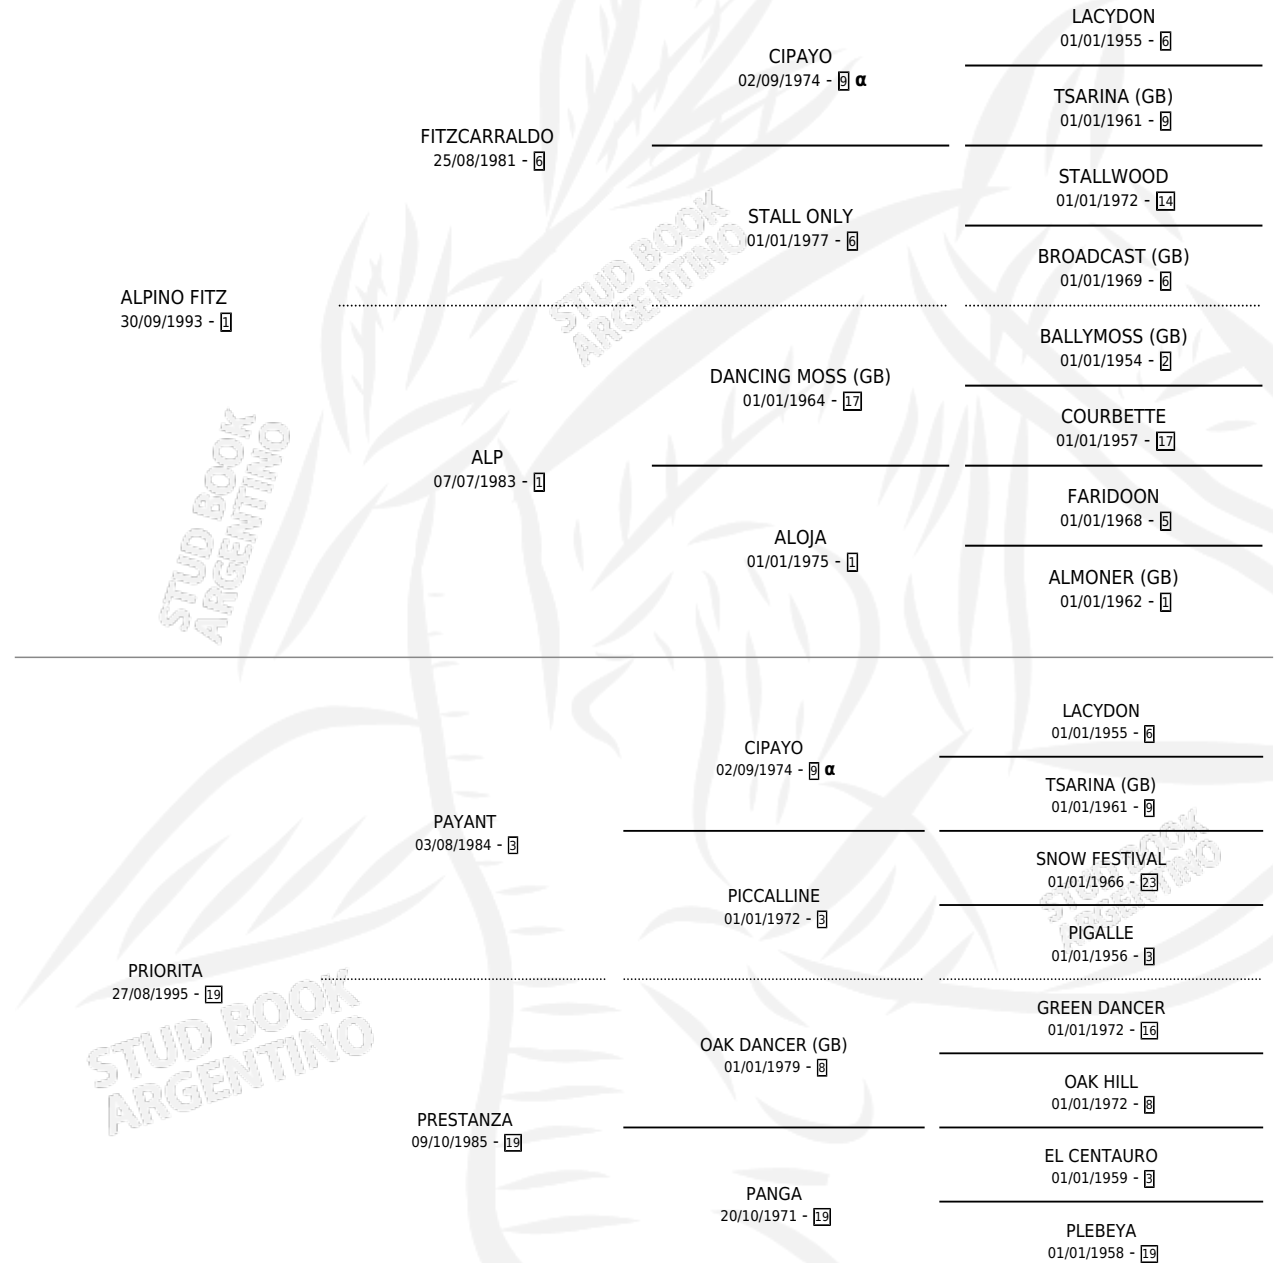 LACYDON
01/01/1955 - 6
CIPAYO
02/09/1974 - 9 α
TSARINA (GB)
01/01/1961 - 9
FITZCARRALDO
25/08/1981 - 6
STALLWOOD
01/01/1972 - 14
STALL ONLY
01/01/1977 - 6
BROADCAST (GB)
01/01/1969 - 6
ALPINO FITZ
30/09/1993 - 1
BALLYMOSS (GB)
01/01/1954 - 2
DANCING MOSS (GB)
01/01/1964 - 17
COURBETTE
01/01/1957 - 17
ALP
07/07/1983 - 1
FARIDOON
01/01/1968 - 5
ALOJA
01/01/1975 - 1
ALMONER (GB)
01/01/1962 - 1
STUD BOOK
ARGENTINO
STUD BOOK
ARGENTINO
LACYDON
01/01/1955 - 6
CIPAYO
02/09/1974 - 9 α
TSARINA (GB)
01/01/1961 - 9
PAYANT
03/08/1984 - 3
SNOW FESTIVAL
01/01/1966 - 23
PICCALLINE
01/01/1972 - 3
PIGALLE
01/01/1956 - 3
PRIORITA
27/08/1995 - 19
GREEN DANCER
01/01/1972 - 16
OAK DANCER (GB)
01/01/1979 - 8
OAK HILL
01/01/1972 - 8
PRESTANZA
09/10/1985 - 19
EL CENTAURO
01/01/1959 - 3
PANGA
20/10/1971 - 19
PLEBEYA
01/01/1958 - 19
STUD BOOK
ARGENTINO
STUD BOOK
ARGENTINO